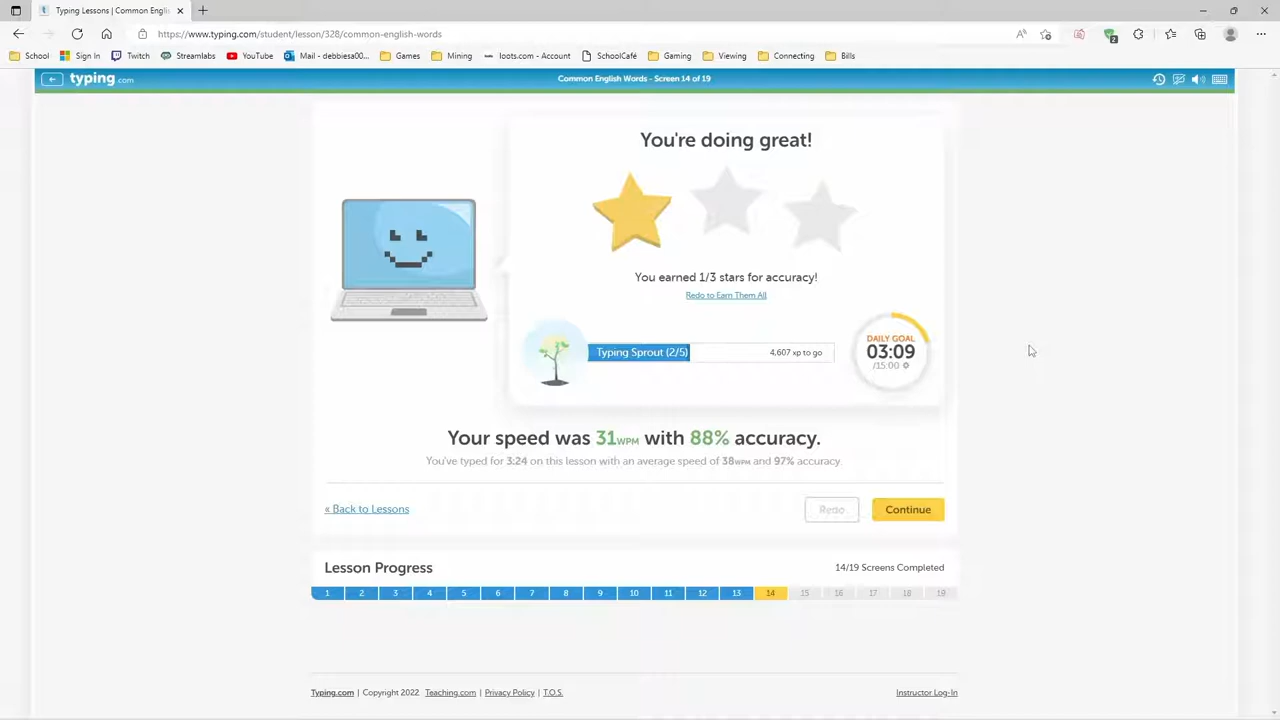 Typing Lessons | Common Engli
https://www.typing.com/student/lesson/328/common-english-words
School
Sign In
Twitch
Streamlabs
YouTube
Mail - debbiesa00...
Games
Mining
loots.com - Account
SchoolCafé
Gaming
Viewing
Connecting
Bills
typing.com
Common English Words - Screen 14 of 19
You're doing great!
You earned 1/3 stars for accuracy!
Redo to Earn Them All
Typing Sprout (2/5)
4,607 xp to go
DAILY GOAL
03:09
/15:00
Your speed was 31WPM with 88% accuracy.
You've typed for 3:24 on this lesson with an average speed of 38WPM and 97% accuracy.
« Back to Lessons
Redo
Continue
Lesson Progress
14/19 Screens Completed
1 2 3 4 5 6 7 8 9 10 11 12 13 14 15 16 17 18 19
Typing.com | Copyright 2022 Teaching.com | Privacy Policy | T.O.S.
Instructor Log-In